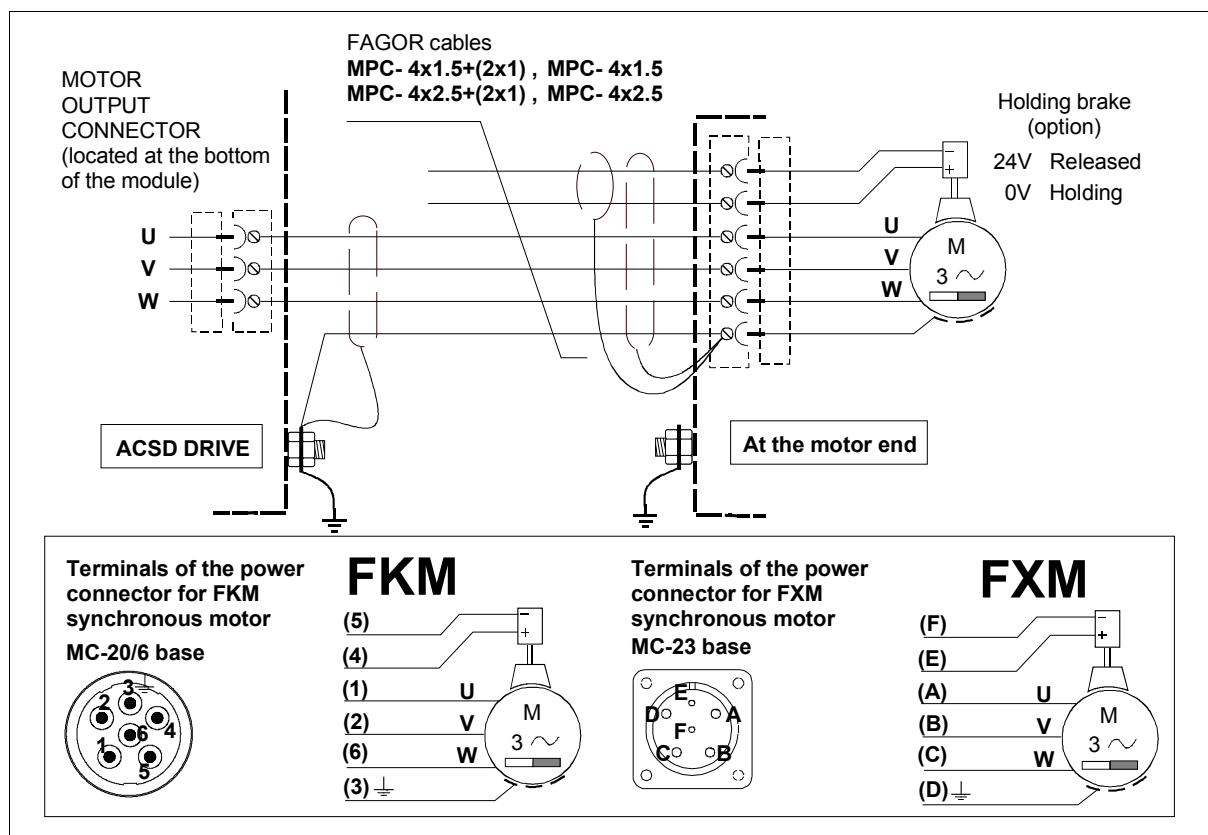 FAGOR cables
MPC- 4x1.5+(2x1) , MPC- 4x1.5
MPC- 4x2.5+(2x1) , MPC- 4x2.5
MOTOR
OUTPUT
CONNECTOR
(located at the bottom
of the module)
Holding brake
(option)
24V Released
0V Holding
-
+
U
V
W
U
V
W
M
3 ~
ACSD DRIVE
At the motor end
Terminals of the power
connector for FKM
synchronous motor
MC-20/6 base
1
2
3
4
5
6
FKM
(5)
(4)
(1)
(2)
(6)
(3)
-
+
U
V
W
M
3 ~
Terminals of the power
connector for FXM
synchronous motor
MC-23 base
E
D
A
F
C
B
FXM
(F)
(E)
(A)
(B)
(C)
(D)
-
+
U
V
W
M
3 ~